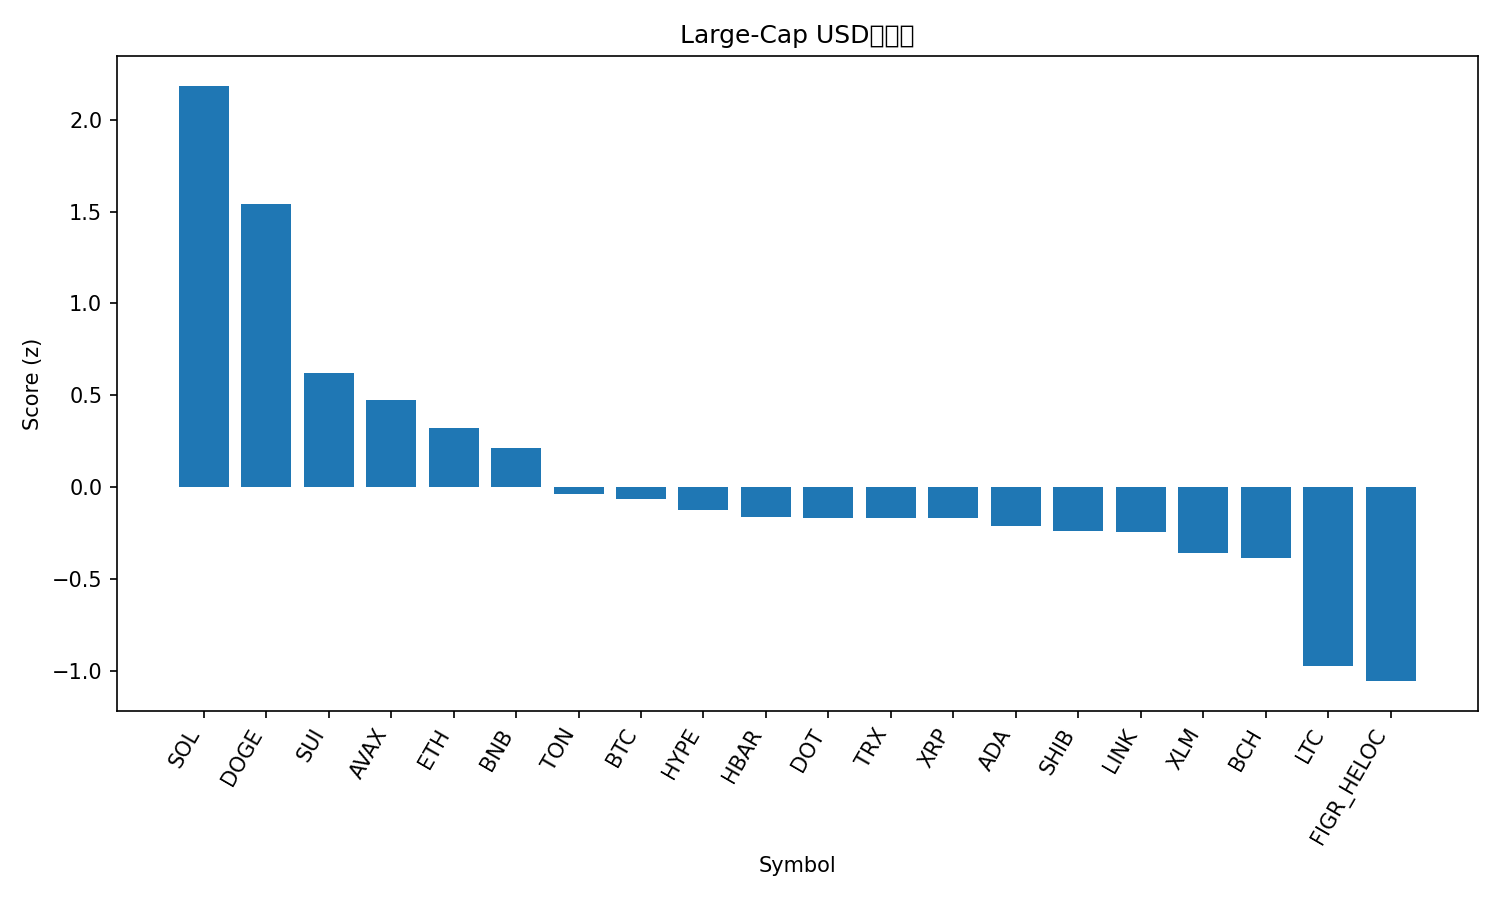 Large-Cap USD
Score (z)
2.0
1.5
1.0
0.5
0.0
−0.5
−1.0
SOL
DOGE
SUI
AVAX
ETH
BNB
TON
BTC
HYPE
HBAR
DOT
TRX
XRP
ADA
SHIB
LINK
XLM
BCH
LTC
FIGR_HELOC
Symbol